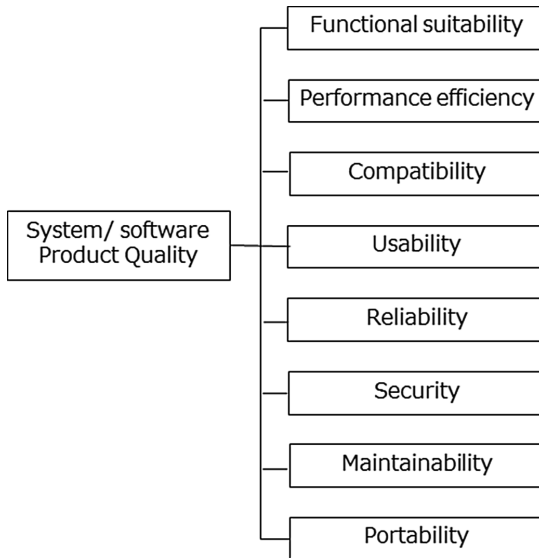 Functional suitability
Performance efficiency
Compatibility
System/ software
Product Quality
Usability
Reliability
Security
Maintainability
Portability